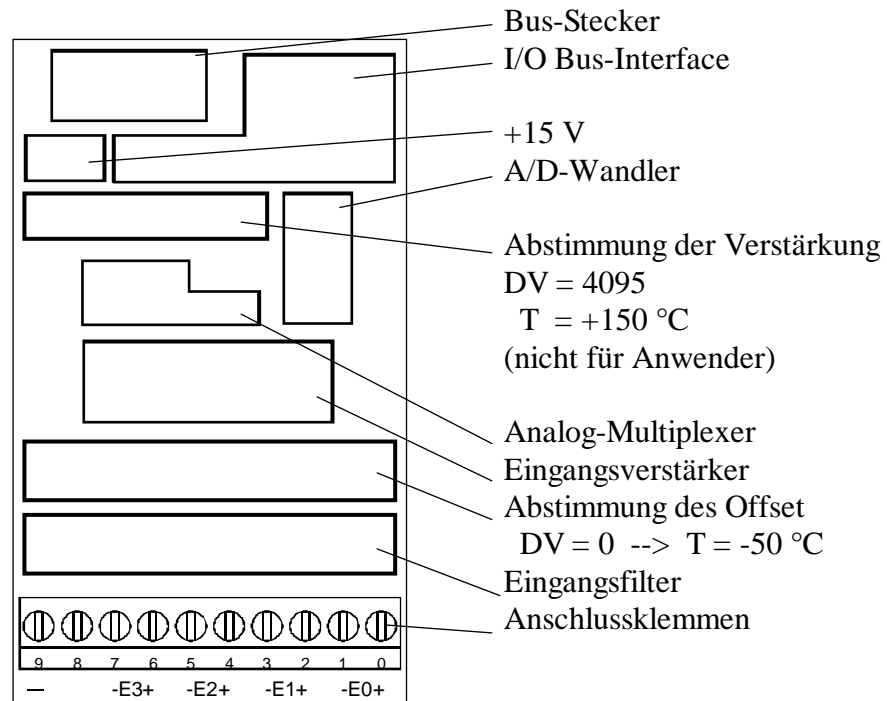 Bus-Stecker
I/O Bus-Interface
+15 V
A/D-Wandler
Abstimmung der Verstärkung
DV = 4095
T = +150 °C
(nicht für Anwender)
Analog-Multiplexer
Eingangsverstärker
Abstimmung des Offset
DV = 0 --> T = -50 °C
Eingangsfilter
Anschlussklemmen
9 8 7 6 5 4 3 2 1 0
— -E3+ -E2+ -E1+ -E0+